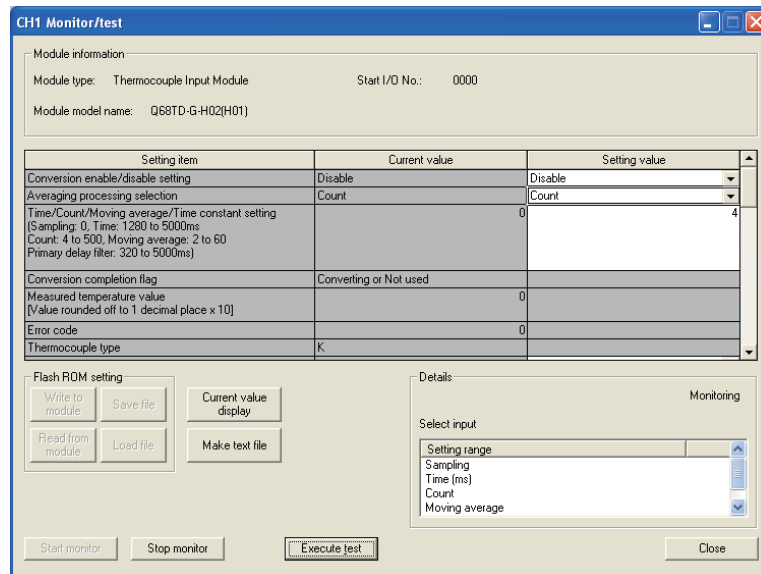 CH1 Monitor/test
Module information
Module type: Thermocouple Input Module Start I/O No.: 0000
Module model name: Q68TD-G-H02(H01)
Setting item Current value Setting value
Conversion enable/disable setting Disable Disable
Averaging processing selection Count Count
Time/Count/Moving average/Time constant setting 0 4
(Sampling: 0, Time: 1280 to 5000ms
Count: 4 to 500, Moving average: 2 to 60
Primary delay filter: 320 to 5000ms)
Conversion completion flag Converting or Not used
Measured temperature value 0
[Value rounded off to 1 decimal place x 10]
Error code 0
Thermocouple type K
Flash ROM setting
Write to
module
Save file
Current value
display
Read from
module
Load file
Make text file
Details
Monitoring
Select input
Setting range
Sampling
Time (ms)
Count
Moving average
Start monitor Stop monitor Execute test Close